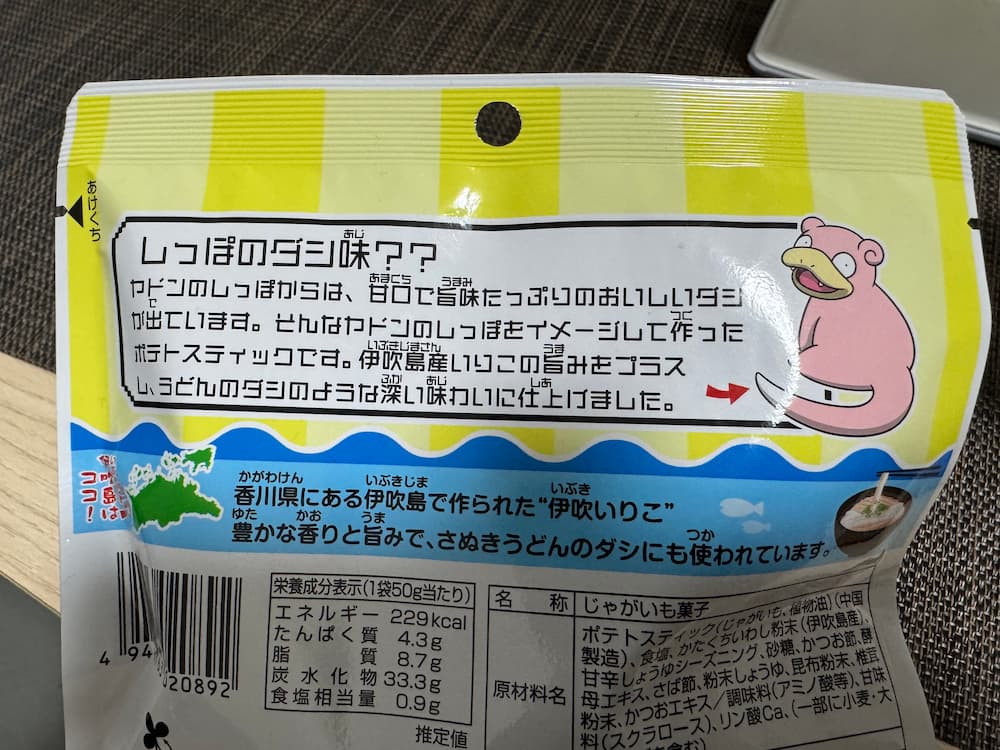 あけくち
しっぽのダシ味??
ヤドンのしっぽからは、甘口で旨味たっぷりのおいしいダシ
が出ています。そんなヤドンのしっぽをイメージして作った
ポテトスティックです。伊吹島産いりこの旨みをプラス
し、うどんのダシのような深い味わいに仕上げました。
伊吹島は
ココ!
香川県にある伊吹島で作られた“伊吹いりこ”
豊かな香りと旨みで、さぬきうどんのダシにも使われています。
栄養成分表示(1袋50g当たり)
エネルギー 229kcal
たんぱく質 4.3g
脂質 8.7g
炭水化物 33.3g
食塩相当量 0.9g
推定値
4 94
020892
名称 じゃがいも菓子
原材料名
ポテトスティック(じゃがいも、植物油)(中国
製造)、食塩、かたくちいわし粉末(伊吹島産)、
甘辛しょうゆシーズニング、砂糖、かつお節、酵
母エキス、さば節、粉末しょうゆ、昆布粉末、椎茸
粉末、かつおエキス/調味料(アミノ酸等)、甘味
料(スクラロース)、リン酸Ca、(一部に小麦・大